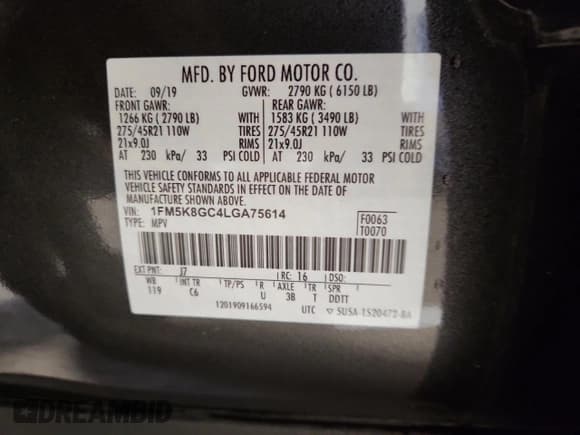 MFD. BY FORD MOTOR CO.
DATE: 09/19 GVWR: 2790 KG ( 6150 LB)
FRONT GAWR: REAR GAWR:
1266 KG ( 2790 LB) WITH 1583 KG ( 3490 LB) WITH
275/45R21 110W TIRES 275/45R21 110W TIRES
21x9.0J RIMS 21x9.0J RIMS
AT 230 kPa/ 33 PSI COLD AT 230 kPa/ 33 PSI COLD
THIS VEHICLE CONFORMS TO ALL APPLICABLE FEDERAL MOTOR
VEHICLE SAFETY STANDARDS IN EFFECT ON THE DATE OF
MANUFACTURE SHOWN ABOVE.
VIN: 1FM5K8GC4LGA75614 F0063
TYPE: MPV T0070
EXT PNT: J7 RC: 16 DSO:
WB INT TR TP/PS R AXLE TR SPR
119 C6 U 3B T DDTT
1201909166594 UTC ▽ 5U5A-1520472-BA
DREAMBID